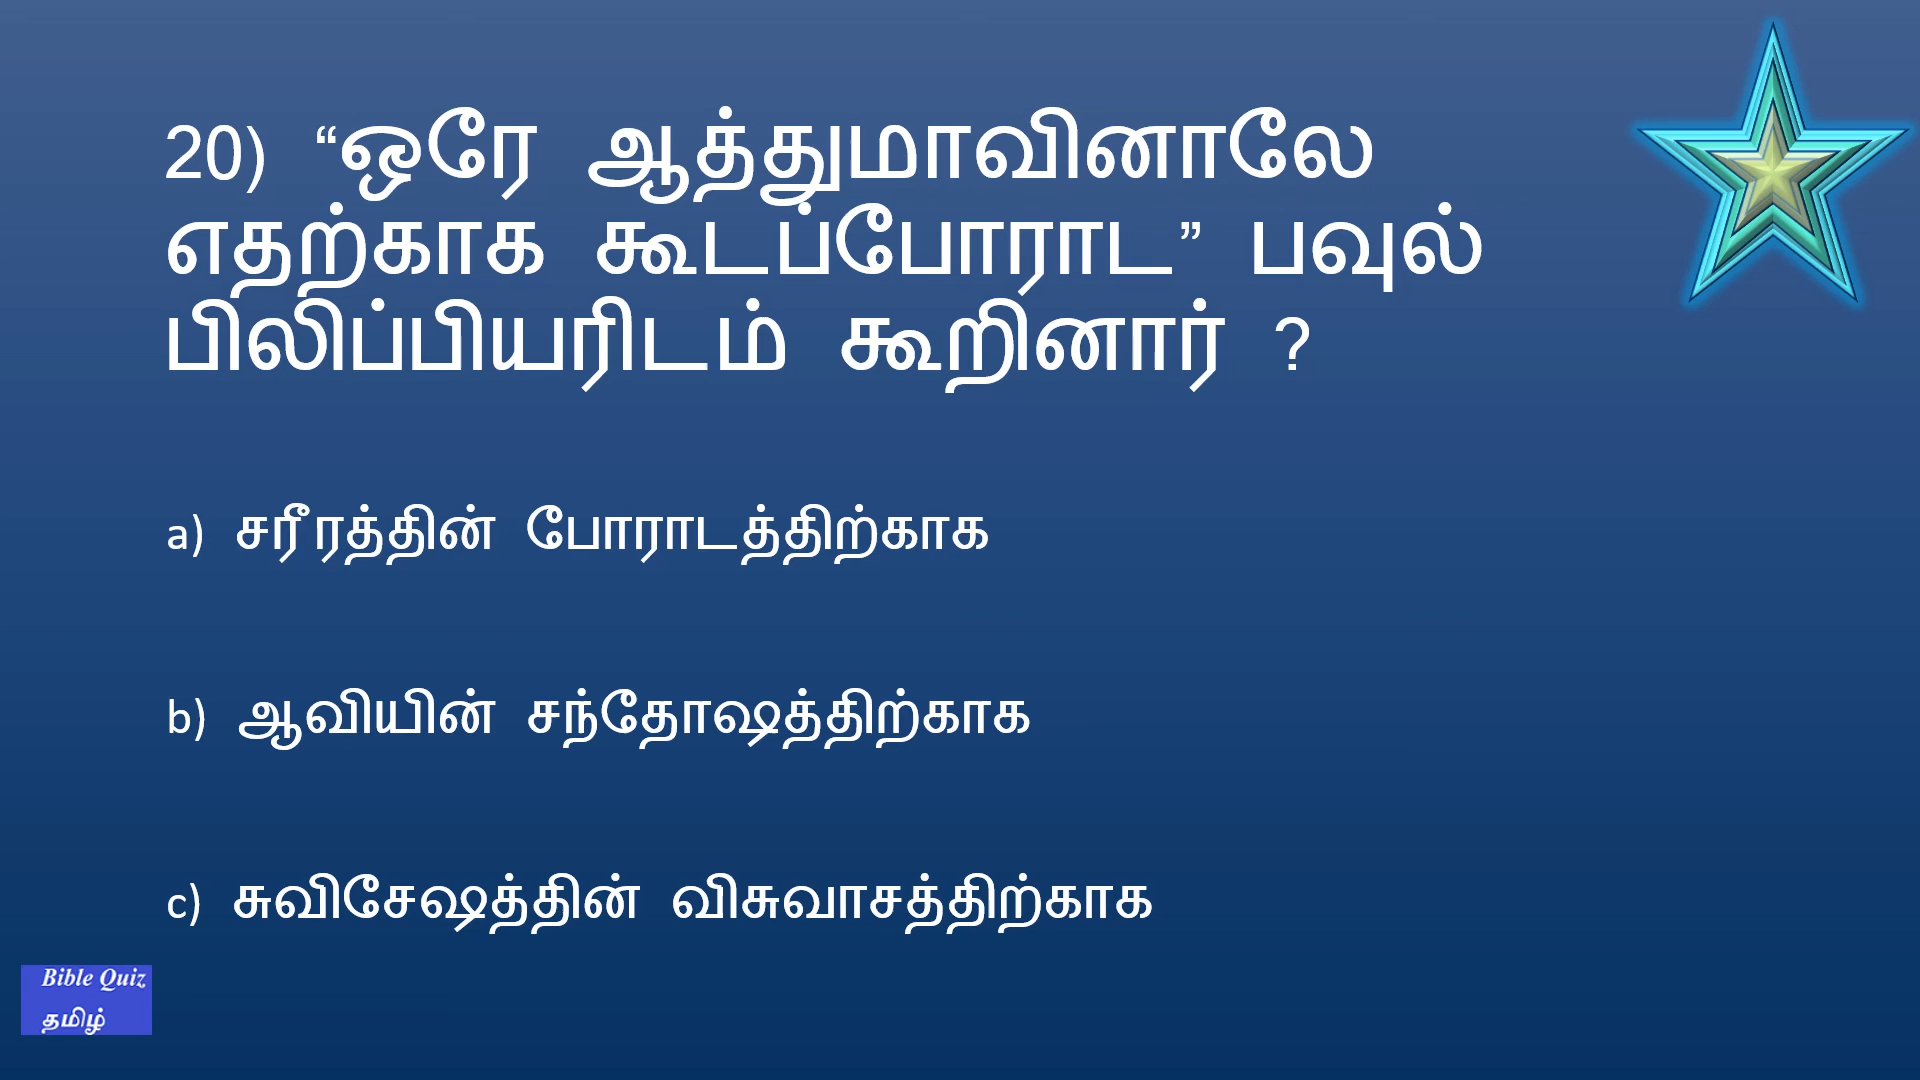 20) “ஒரே ஆத்துமாவினாலே
எதற்காக கூடப்போராட” பவுல்
பிலிப்பியரிடம் கூறினார் ?
a) சரீரத்தின் போராடத்திற்காக
b) ஆவியின் சந்தோஷத்திற்காக
c) சுவிசேஷத்தின் விசுவாசத்திற்காக
Bible Quiz
தமிழ்